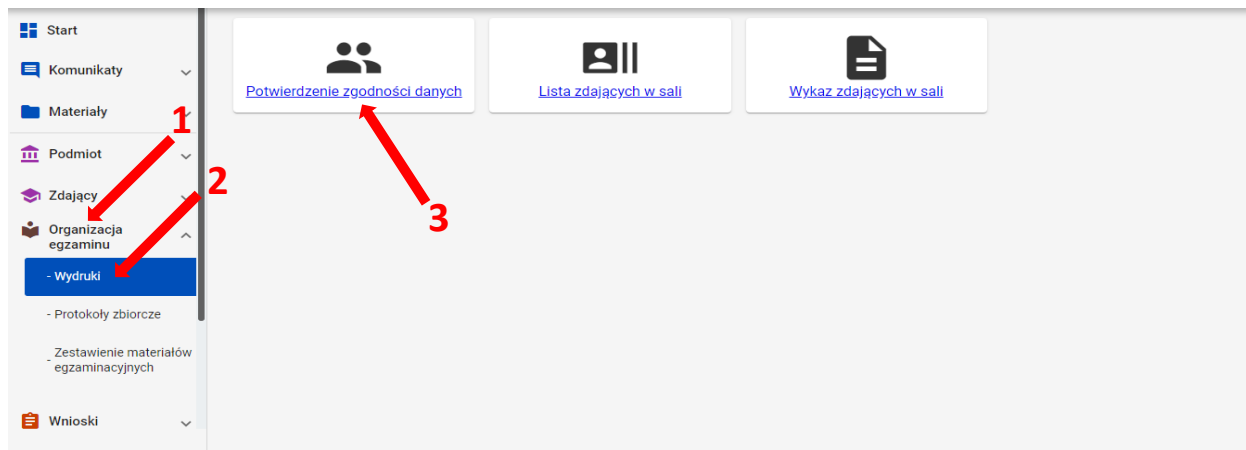 Start
Komunikaty
Materiały
1
Podmiot
2
Zdający
Organizacja
egzaminu
- Wydruki
- Protokoły zbiorcze
- Zestawienie materiałów
egzaminacyjnych
Wnioski
Potwierdzenie zgodności danych
Lista zdających w sali
Wykaz zdających w sali
3